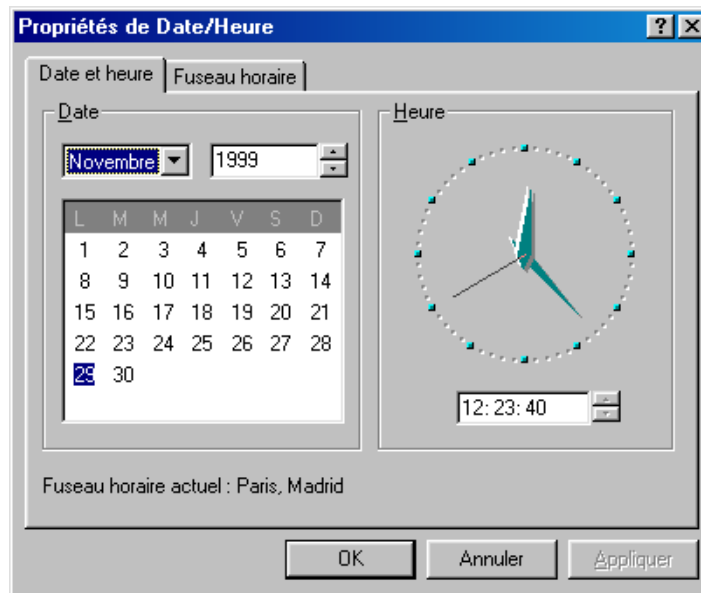 Propriétés de Date/Heure
Date et heure Fuseau horaire
Date Heure
Novembre 1999
L M M J V S D
1 2 3 4 5 6 7
8 9 10 11 12 13 14
15 16 17 18 19 20 21
22 23 24 25 26 27 28
29 30
12: 23: 40
Fuseau horaire actuel : Paris, Madrid
OK Annuler Appliquer